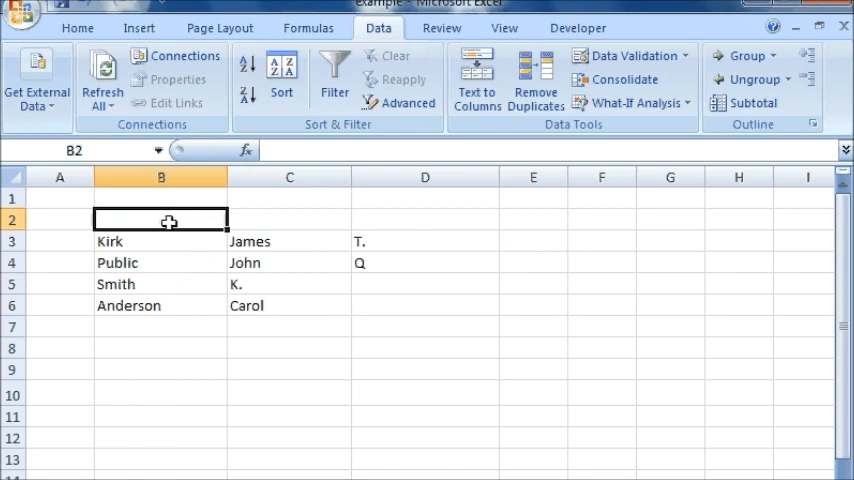 example - Microsoft Excel
Home Insert Page Layout Formulas Data Review View Developer
Get External Data
Refresh All
Connections
Properties
Edit Links
Connections
Sort
Filter
Clear
Reapply
Advanced
Sort & Filter
Text to Columns
Remove Duplicates
Data Validation
Consolidate
What-If Analysis
Data Tools
Group
Ungroup
Subtotal
Outline
B2 fx
A B C D E F G H I
1
2
3 Kirk James T.
4 Public John Q
5 Smith K.
6 Anderson Carol
7
8
9
10
11
12
13
14